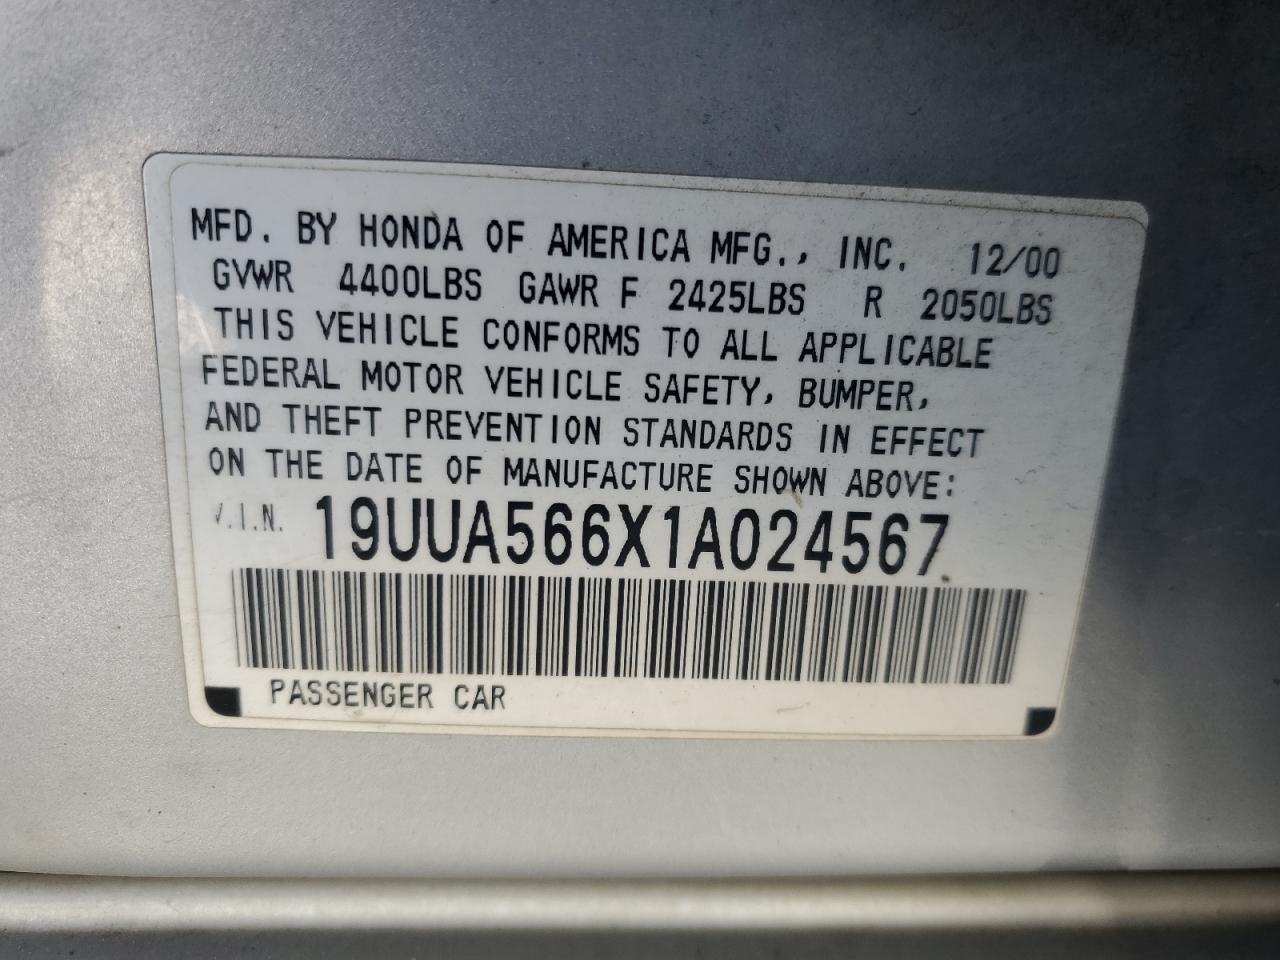 MFD. BY HONDA OF AMERICA MFG., INC. 12/00
GVWR 4400LBS GAWR F 2425LBS R 2050LBS
THIS VEHICLE CONFORMS TO ALL APPLICABLE
FEDERAL MOTOR VEHICLE SAFETY, BUMPER,
AND THEFT PREVENTION STANDARDS IN EFFECT
ON THE DATE OF MANUFACTURE SHOWN ABOVE:
V.I.N. 19UUA566X1A024567
PASSENGER CAR